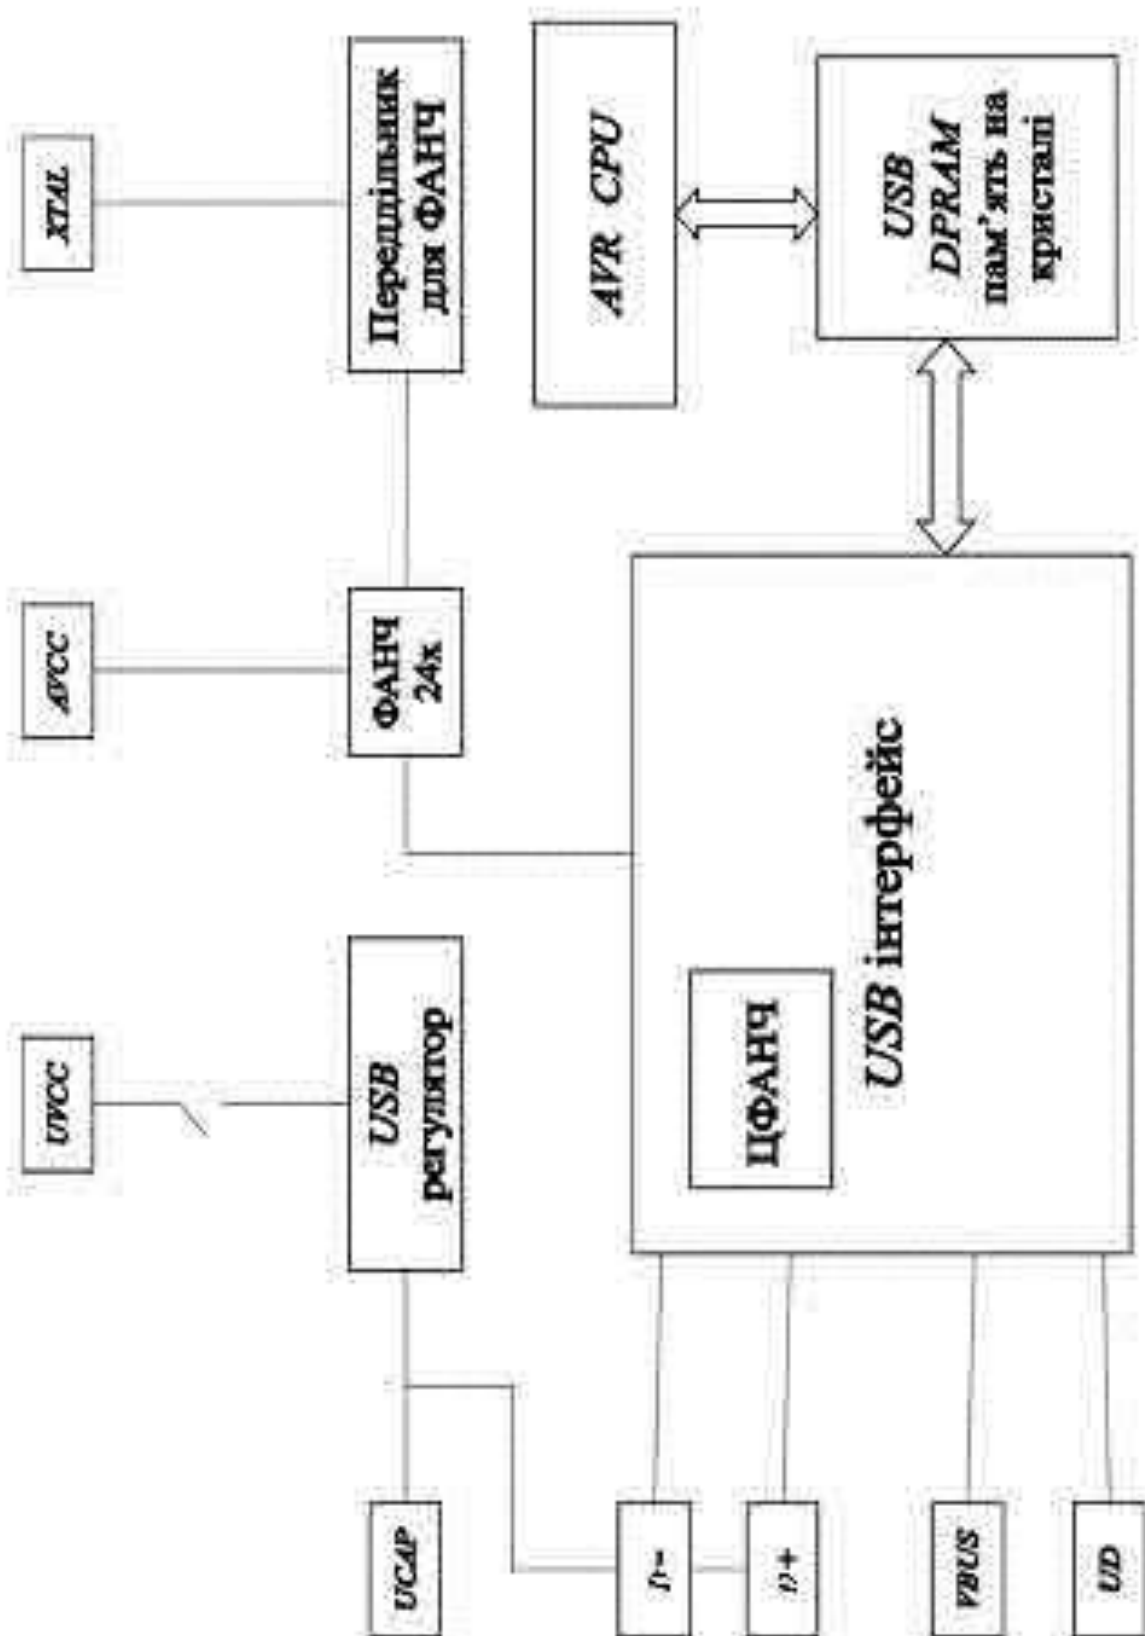 UVCC
AVCC
XTAL
USB
регулятор
ФАНЧ
24x
Переддільник
для ФАНЧ
UCAP
AVR CPU
D−
D+
VBUS
UD
ЦФАНЧ
USB інтерфейс
USB
DPRAM
пам’ять на
кристалі